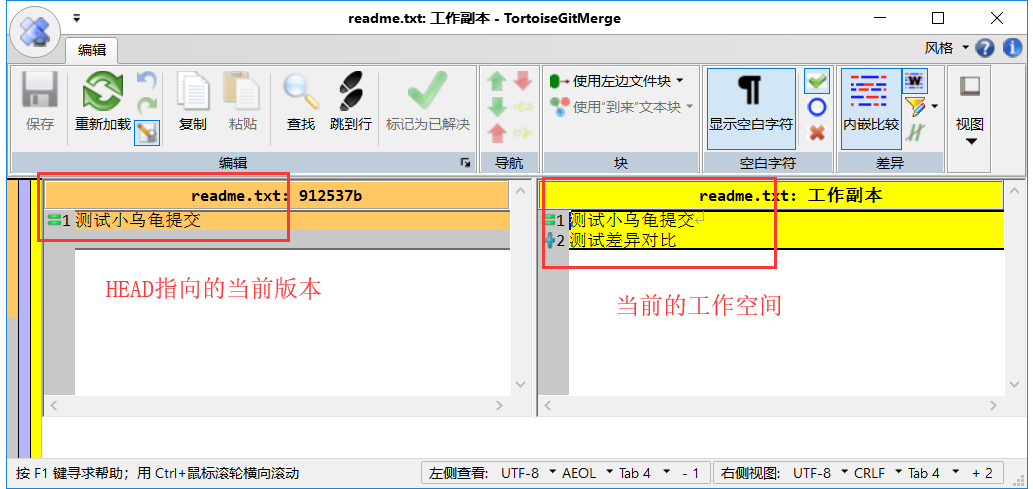 readme.txt: 工作副本 - TortoiseGitMerge
编辑
风格
保存
重新加载
复制
粘贴
查找
跳到行
标记为已解决
使用左边文件块
使用“到来”文本块
显示空白字符
内嵌比较
视图
编辑
导航
块
空白字符
差异
readme.txt: 912537b
1 测试小乌龟提交
HEAD指向的当前版本
readme.txt: 工作副本
1 测试小乌龟提交
2 测试差异对比
当前的工作空间
按 F1 键寻求帮助；用 Ctrl+鼠标滚轮横向滚动
左侧查看: UTF-8 AEOL Tab 4 - 1
右侧视图: UTF-8 CRLF Tab 4 + 2